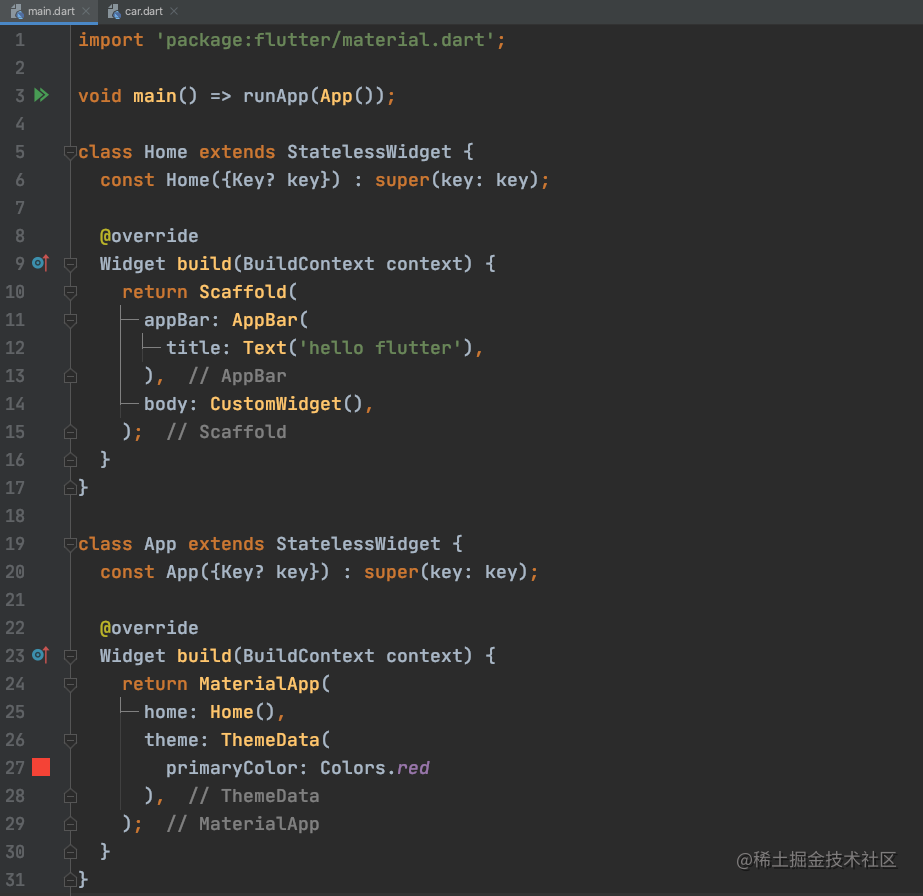 main.dart car.dart
1 import 'package:flutter/material.dart';
2
3 void main() => runApp(App());
4
5 class Home extends StatelessWidget {
6   const Home({Key? key}) : super(key: key);
7
8   @override
9   Widget build(BuildContext context) {
10     return Scaffold(
11       appBar: AppBar(
12         title: Text('hello flutter'),
13       ),  // AppBar
14       body: CustomWidget(),
15     );  // Scaffold
16   }
17 }
18
19 class App extends StatelessWidget {
20   const App({Key? key}) : super(key: key);
21
22   @override
23   Widget build(BuildContext context) {
24     return MaterialApp(
25       home: Home(),
26       theme: ThemeData(
27         primaryColor: Colors.red
28       ),  // ThemeData
29     );  // MaterialApp
30   }
31 }
@稀土掘金技术社区